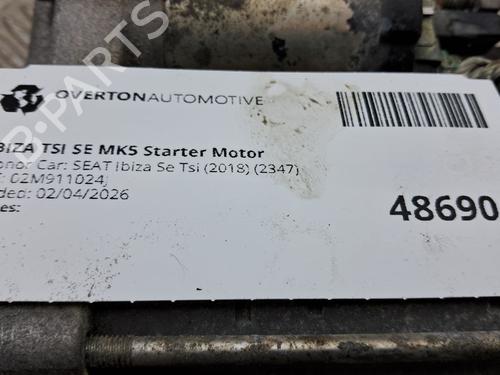 OVERTONAUTOMOTIVE
BIZA TSI SE MK5 Starter Motor
onor Car: SEAT Ibiza Se Tsi (2018) (2347)
: 02M911024J
ded: 02/04/2026
es:
48690
B-PARTS